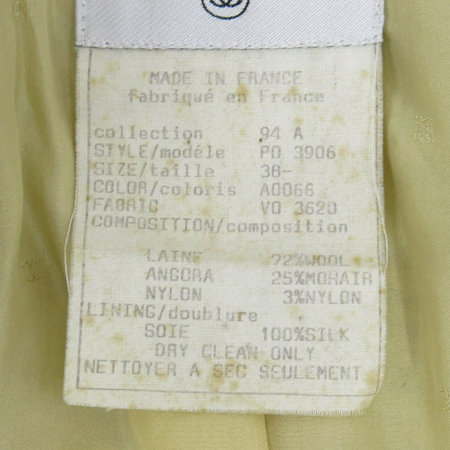 MADE IN FRANCE
fabriqué en France
collection 94 A
STYLE/modéle PO 3906
SIZE/taille 38-
COLOR/coloris A0066
FABRIC VO 3620
COMPOSITION/composition
LAINE 72%WOOL
ANGORA 25%MOHAIR
NYLON 3%NYLON
LINING/doublure
SOIE 100%SILK
DRY CLEAN ONLY
NETTOYER A SEC SEULEMENT